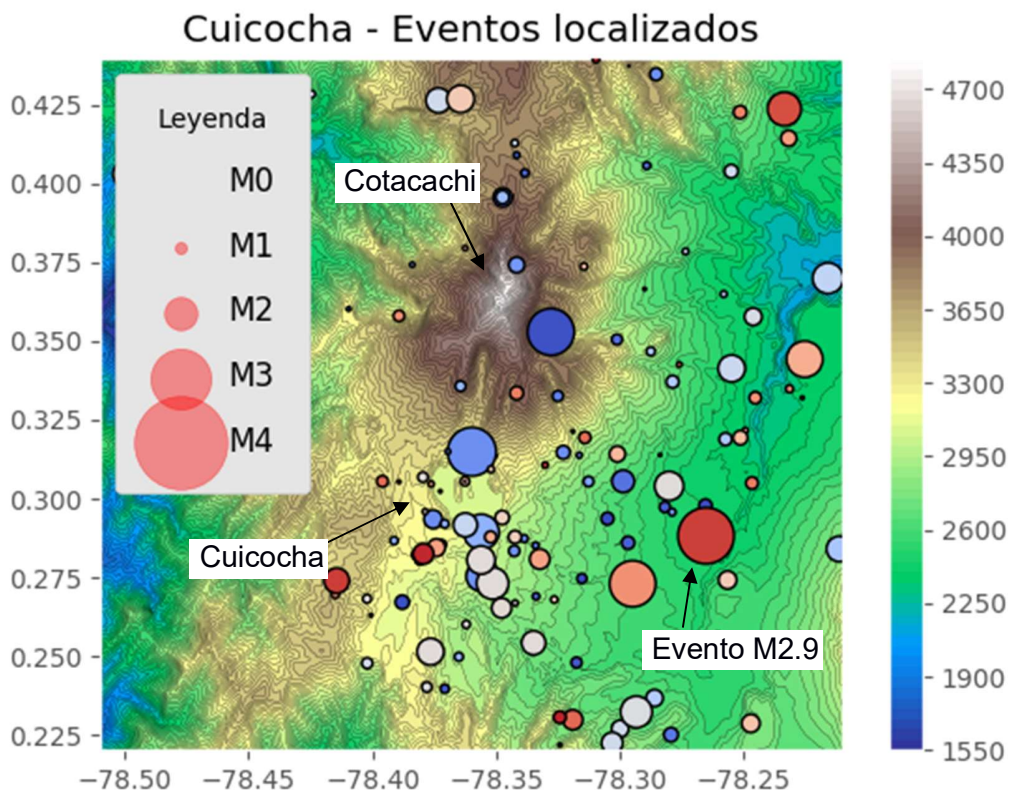 Cuicocha - Eventos localizados
Leyenda
M0
M1
M2
M3
M4
Cotacachi
Cuicocha
Evento M2.9
0.425
0.400
0.375
0.350
0.325
0.300
0.275
0.250
0.225
−78.50
−78.45
−78.40
−78.35
−78.30
−78.25
4700
4350
4000
3650
3300
2950
2600
2250
1900
1550